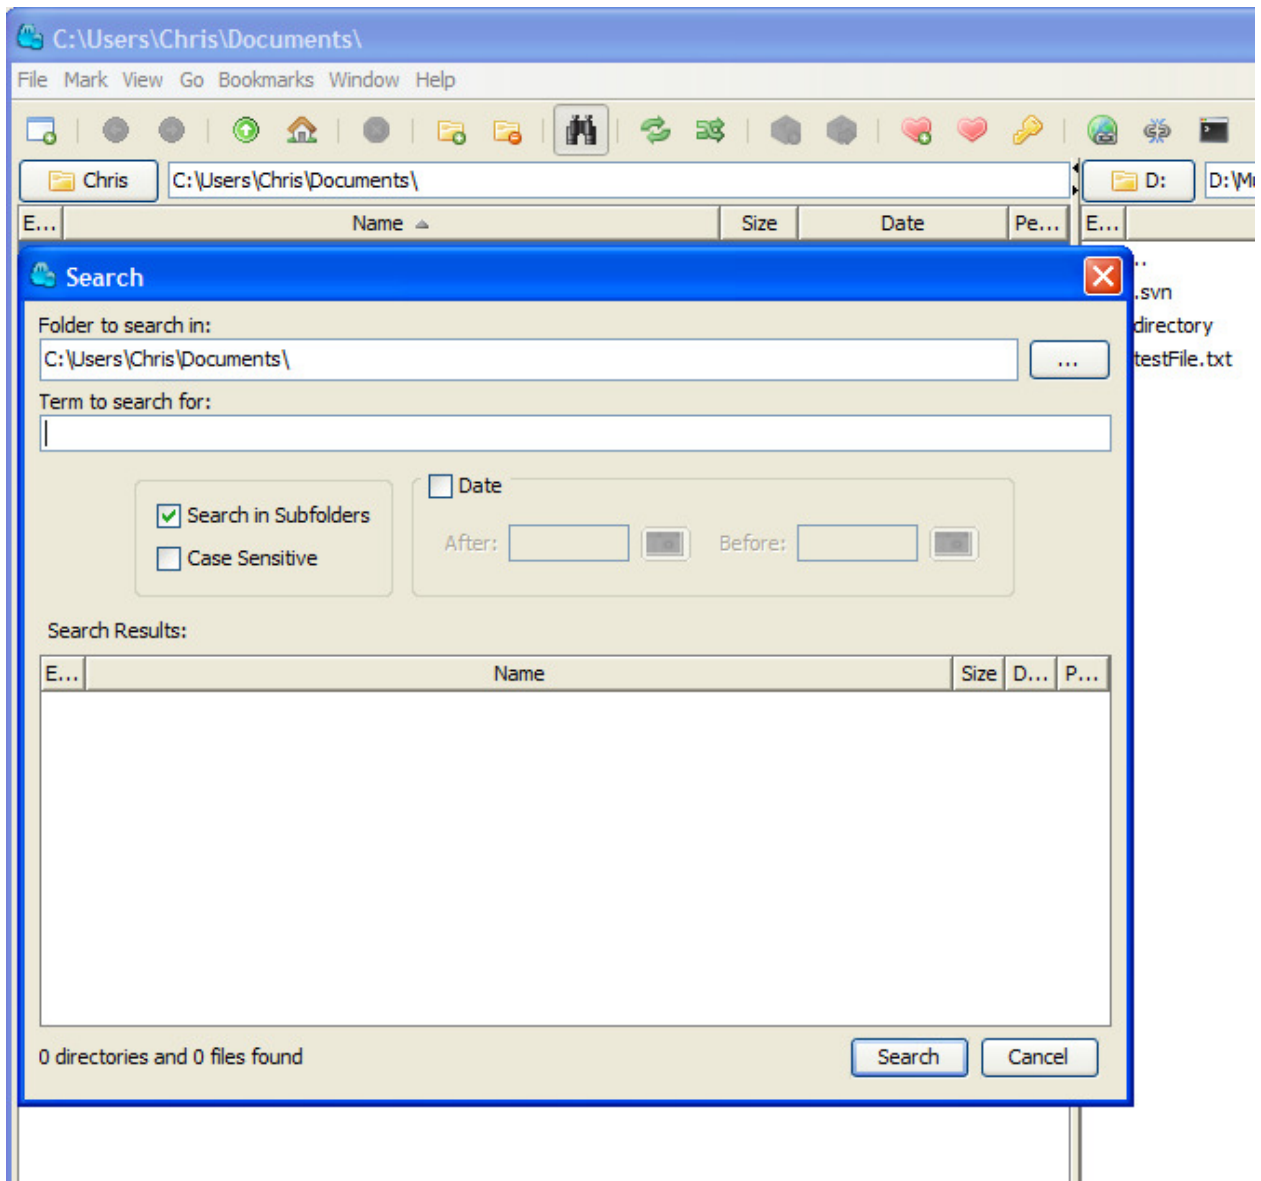 C:\Users\Chris\Documents\
File Mark View Go Bookmarks Window Help
Chris C:\Users\Chris\Documents\ D: D:\M
E... Name Size Date Pe... E...
Search
..
.svn
Folder to search in:
directory
C:\Users\Chris\Documents\ ...
testFile.txt
Term to search for:
Date
Search in Subfolders
After: Before:
Case Sensitive
Search Results:
E... Name Size D... P...
0 directories and 0 files found Search Cancel